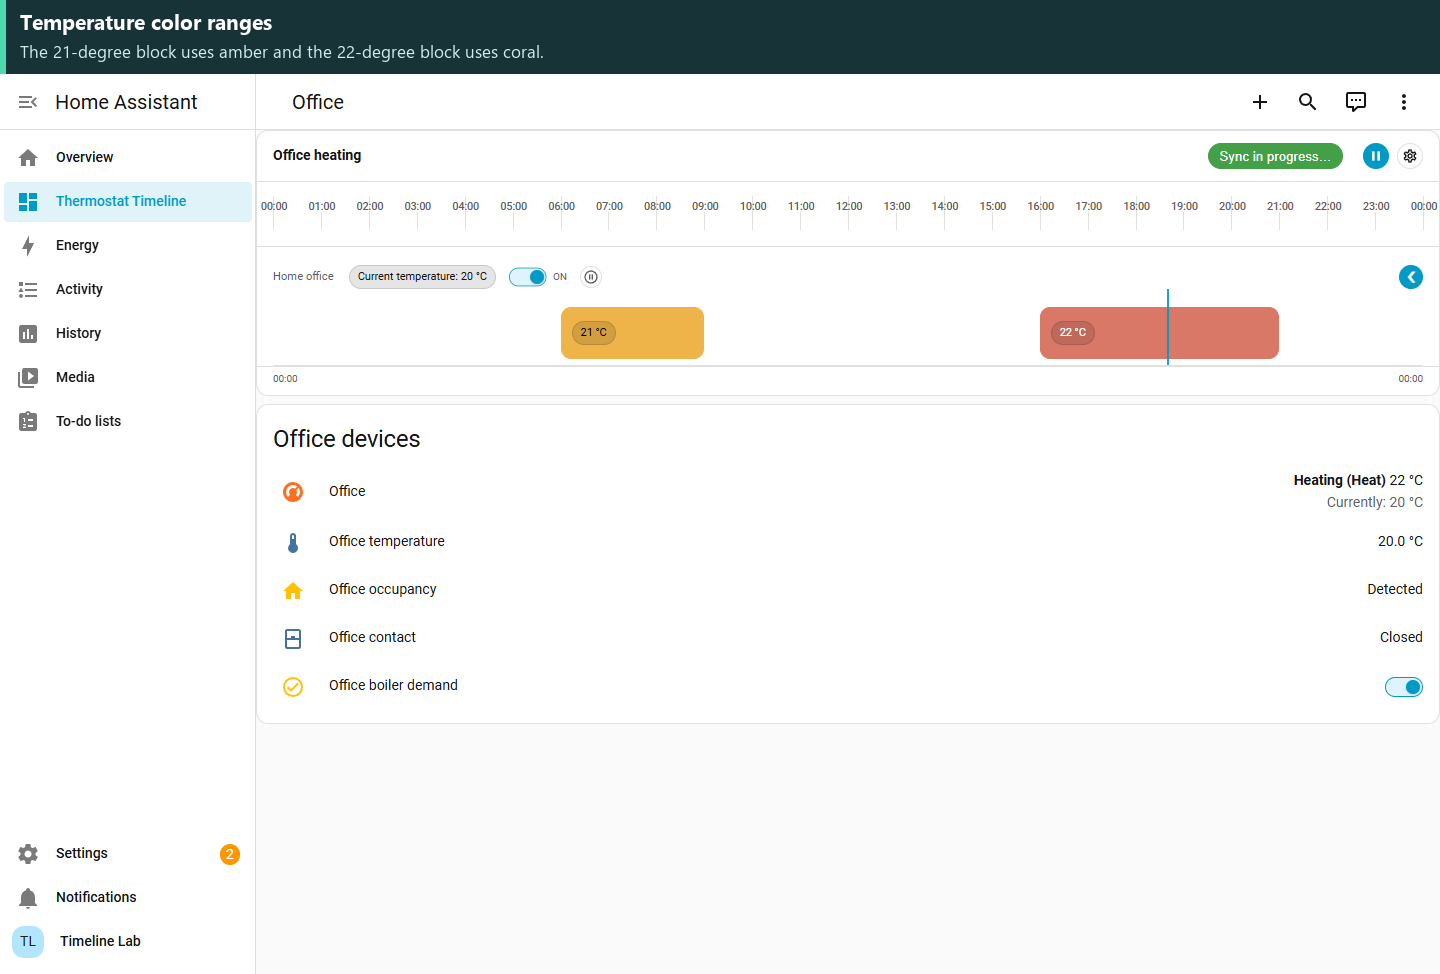 Temperature color ranges
The 21-degree block uses amber and the 22-degree block uses coral.
Home Assistant
Office
Overview
Thermostat Timeline
Energy
Activity
History
Media
To-do lists
Settings
2
Notifications
TL
Timeline Lab
Office heating
Sync in progress...
00:00 01:00 02:00 03:00 04:00 05:00 06:00 07:00 08:00 09:00 10:00 11:00 12:00 13:00 14:00 15:00 16:00 17:00 18:00 19:00 20:00 21:00 22:00 23:00 00:00
Home office Current temperature: 20 °C ON
21 °C 22 °C
00:00 00:00
Office devices
Office Heating (Heat) 22 °C
Currently: 20 °C
Office temperature 20.0 °C
Office occupancy Detected
Office contact Closed
Office boiler demand